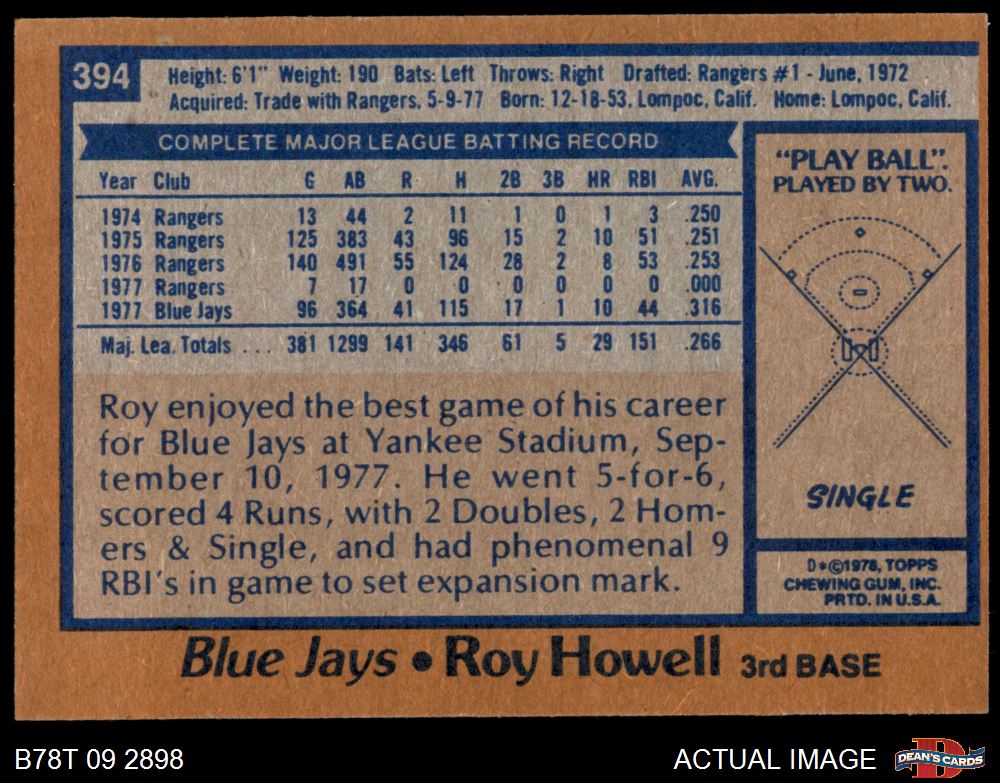 394
Height: 6'1" Weight: 190 Bats: Left Throws: Right Drafted: Rangers #1 - June, 1972
Acquired: Trade with Rangers, 5-9-77 Born: 12-18-53, Lompoc, Calif. Home: Lompoc, Calif.
COMPLETE MAJOR LEAGUE BATTING RECORD
Year Club G AB R H 2B 3B HR RBI AVG.
1974 Rangers 13 44 2 11 1 0 1 3 .250
1975 Rangers 125 383 43 96 15 2 10 51 .251
1976 Rangers 140 491 55 124 28 2 8 53 .253
1977 Rangers 7 17 0 0 0 0 0 0 .000
1977 Blue Jays 96 364 41 115 17 1 10 44 .316
Maj. Lea. Totals ... 381 1299 141 346 61 5 29 151 .266
Roy enjoyed the best game of his career
for Blue Jays at Yankee Stadium, Sep-
tember 10, 1977. He went 5-for-6,
scored 4 Runs, with 2 Doubles, 2 Hom-
ers & Single, and had phenomenal 9
RBI's in game to set expansion mark.
"PLAY BALL".
PLAYED BY TWO.
SINGLE
D*©1978, TOPPS
CHEWING GUM, INC.
PRTD. IN U.S.A.
Blue Jays • Roy Howell 3rd BASE
B78T 09 2898
ACTUAL IMAGE
D
DEAN'S CARDS